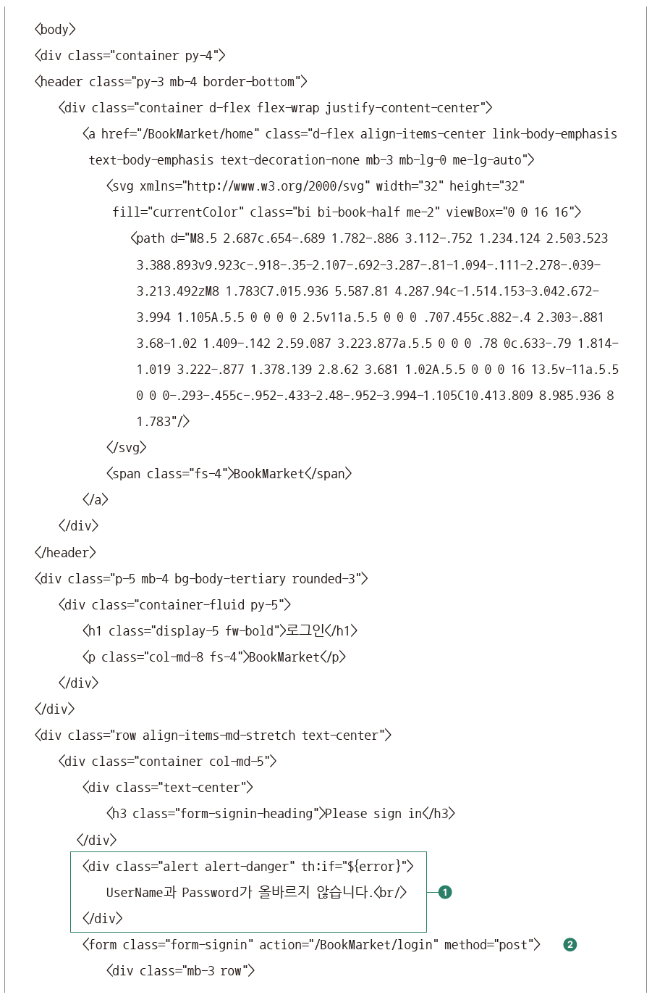 <body>
<div class="container py-4">
<header class="py-3 mb-4 border-bottom">
<div class="container d-flex flex-wrap justify-content-center">
<a href="/BookMarket/home" class="d-flex align-items-center link-body-emphasis
text-body-emphasis text-decoration-none mb-3 mb-lg-0 me-lg-auto">
<svg xmlns="http://www.w3.org/2000/svg" width="32" height="32"
fill="currentColor" class="bi bi-book-half me-2" viewBox="0 0 16 16">
<path d="M8.5 2.687c.654-.689 1.782-.886 3.112-.752 1.234.124 2.503.523
3.388.893v9.923c-.918-.35-2.107-.692-3.287-.81-1.094-.111-2.278-.039-
3.213.492zM8 1.783C7.015.936 5.587.81 4.287.94c-1.514.153-3.042.672-
3.994 1.105A.5.5 0 0 0 0 2.5v11a.5.5 0 0 0 .707.455c.882-.4 2.303-.881
3.68-1.02 1.409-.142 2.59.087 3.223.877a.5.5 0 0 0 .78 0c.633-.79 1.814-
1.019 3.222-.877 1.378.139 2.8.62 3.681 1.02A.5.5 0 0 0 16 13.5v-11a.5.5
0 0 0-.293-.455c-.952-.433-2.48-.952-3.994-1.105C10.413.809 8.985.936 8
1.783"/>
</svg>
<span class="fs-4">BookMarket</span>
</a>
</div>
</header>
<div class="p-5 mb-4 bg-body-tertiary rounded-3">
<div class="container-fluid py-5">
<h1 class="display-5 fw-bold">로그인</h1>
<p class="col-md-8 fs-4">BookMarket</p>
</div>
</div>
<div class="row align-items-md-stretch text-center">
<div class="container col-md-5">
<div class="text-center">
<h3 class="form-signin-heading">Please sign in</h3>
</div>
<div class="alert alert-danger" th:if="${error}">
UserName과 Password가 올바르지 않습니다.<br/> 1
</div>
<form class="form-signin" action="/BookMarket/login" method="post"> 2
<div class="mb-3 row">